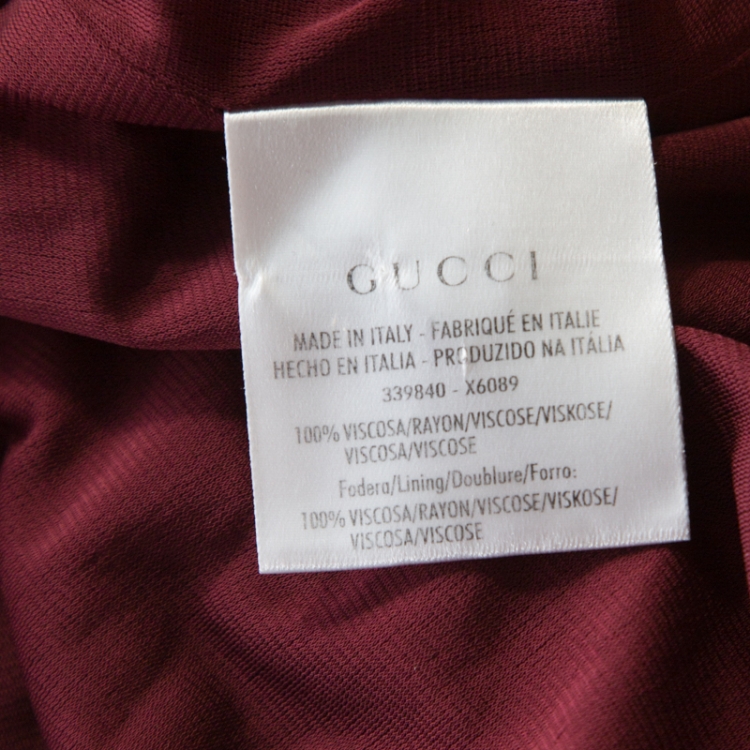 GUCCI
MADE IN ITALY - FABRIQUÉ EN ITALIE
HECHO EN ITALIA - PRODUZIDO NA ITÁLIA
339840 - X6089
100% VISCOSA/RAYON/VISCOSE/VISKOSE/
VISCOSA/VISCOSE
Fodera/Lining/Doublure/Forro:
100% VISCOSA/RAYON/VISCOSE/VISKOSE/
VISCOSA/VISCOSE